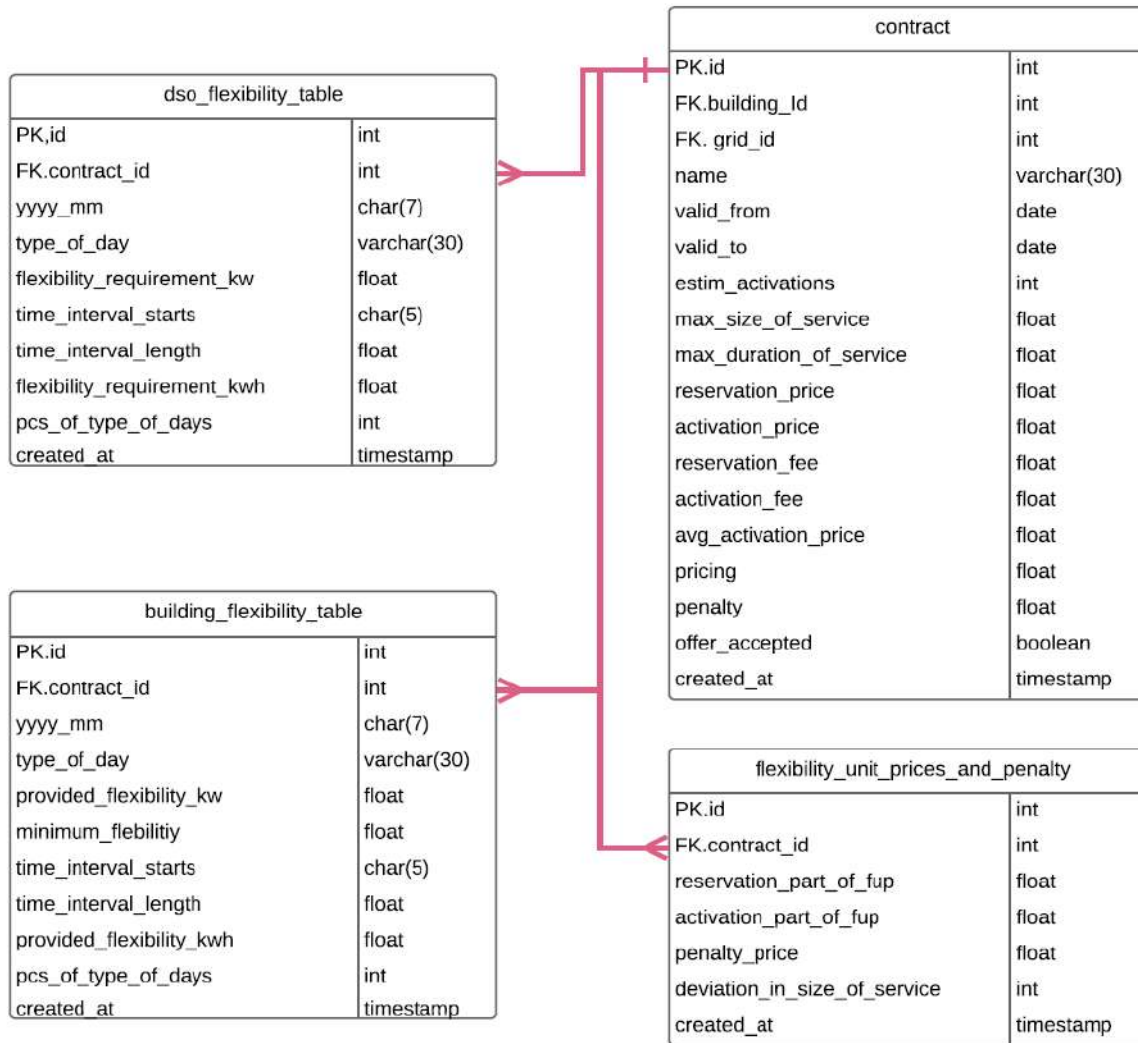 contract
PK.id int
FK.building_Id int
FK. grid_id int
name varchar(30)
valid_from date
valid_to date
estim_activations int
max_size_of_service float
max_duration_of_service float
reservation_price float
activation_price float
reservation_fee float
activation_fee float
avg_activation_price float
pricing float
penalty float
offer_accepted boolean
created_at timestamp
dso_flexibility_table
PK,id int
FK.contract_id int
yyyy_mm char(7)
type_of_day varchar(30)
flexibility_requirement_kw float
time_interval_starts char(5)
time_interval_length float
flexibility_requirement_kwh float
pcs_of_type_of_days int
created_at timestamp
building_flexibility_table
PK.id int
FK.contract_id int
yyyy_mm char(7)
type_of_day varchar(30)
provided_flexibility_kw float
minimum_flebilitiy float
time_interval_starts char(5)
time_interval_length float
provided_flexibility_kwh float
pcs_of_type_of_days int
created_at timestamp
flexibility_unit_prices_and_penalty
PK.id int
FK.contract_id int
reservation_part_of_fup float
activation_part_of_fup float
penalty_price float
deviation_in_size_of_service int
created_at timestamp